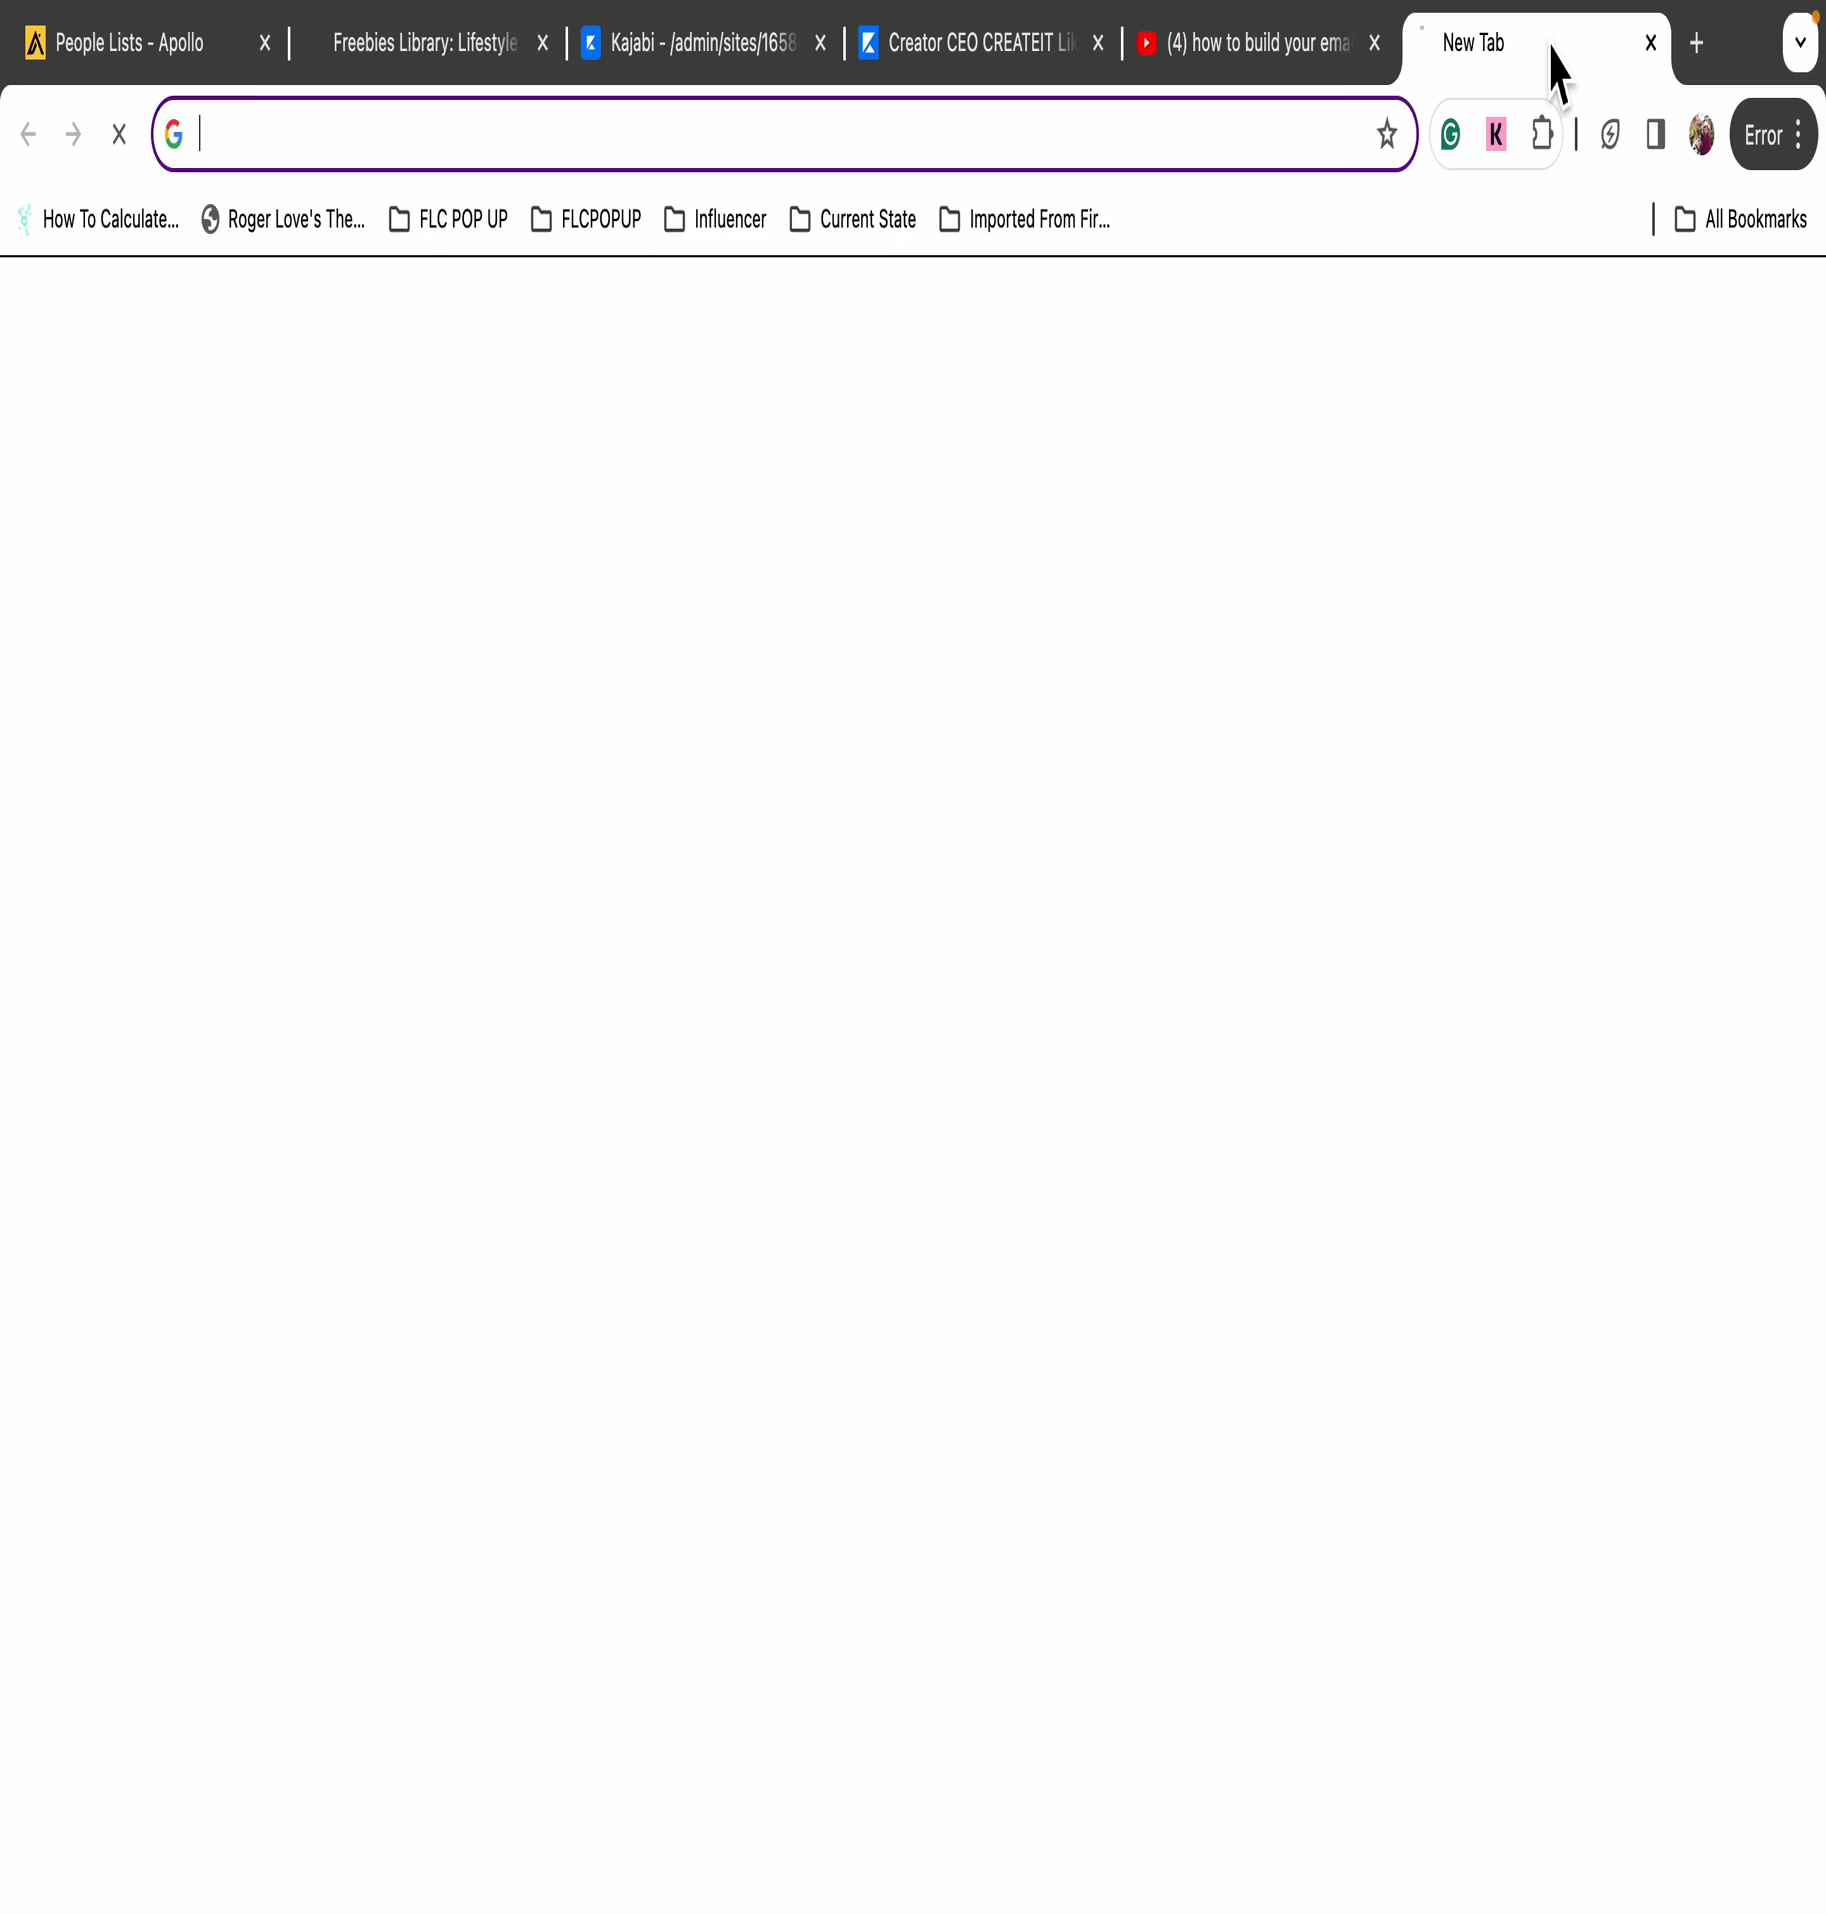 People Lists - Apollo
Freebies Library: Lifestyle
Kajabi - /admin/sites/1658
Creator CEO CREATEIT Lik
(4) how to build your ema
New Tab
Error
How To Calculate...
Roger Love's The...
FLC POP UP
FLCPOPUP
Influencer
Current State
Imported From Fir...
All Bookmarks